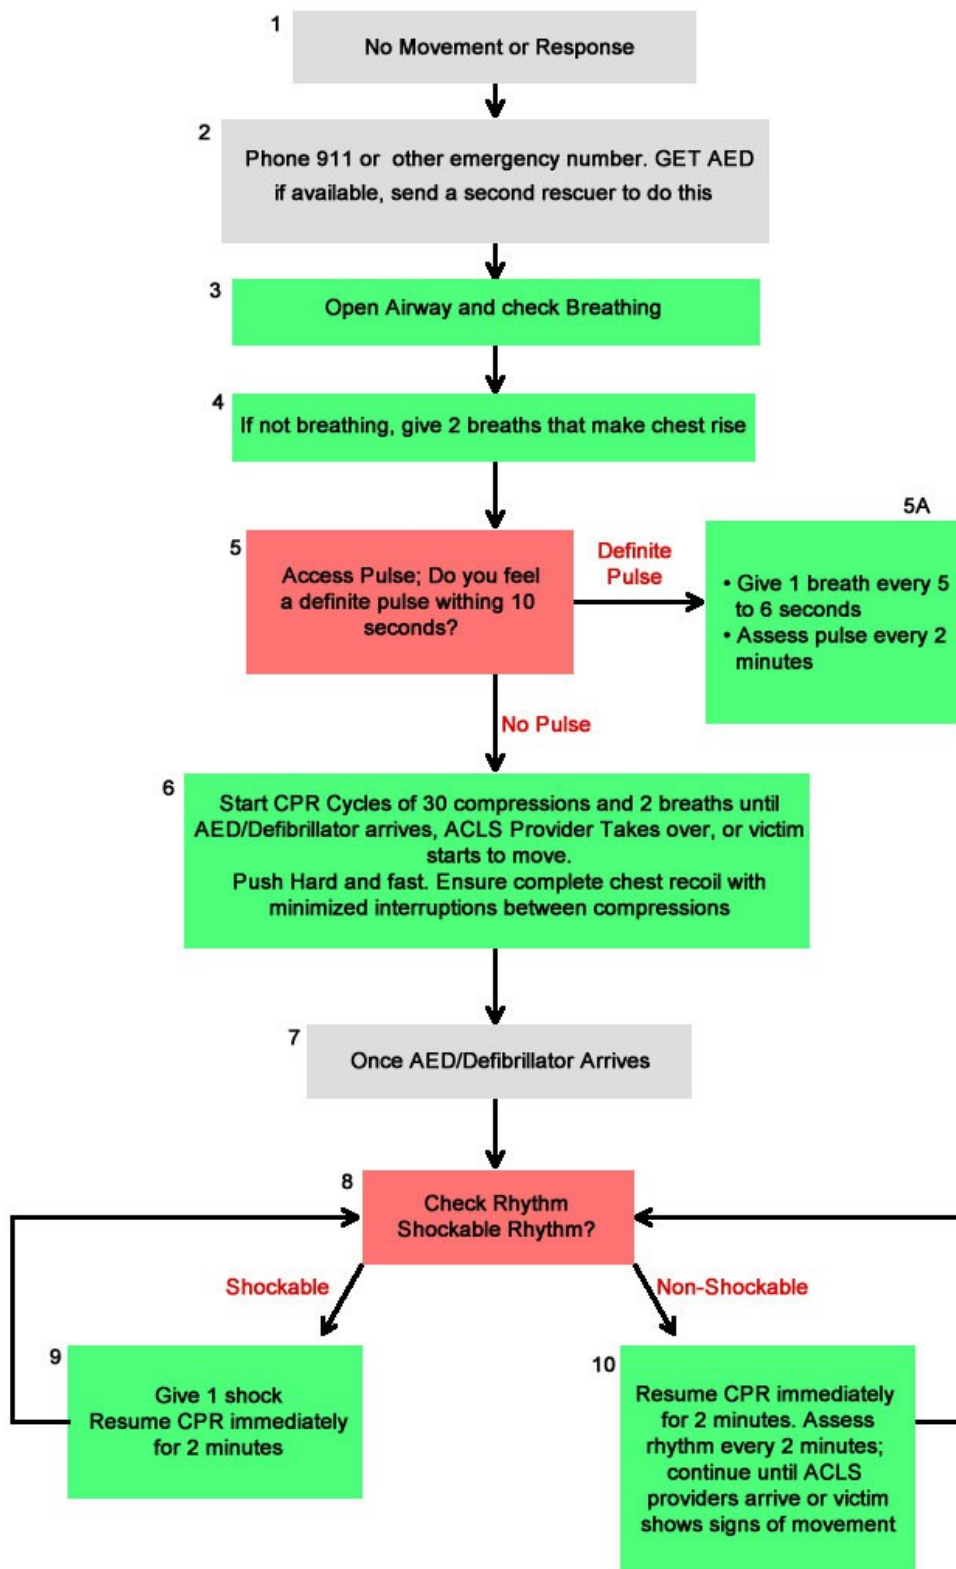 1
No Movement or Response
2
Phone 911 or other emergency number. GET AED
if available, send a second rescuer to do this
3
Open Airway and check Breathing
4
If not breathing, give 2 breaths that make chest rise
5
Access Pulse; Do you feel
a definite pulse withing 10
seconds?
Definite
Pulse
5A
• Give 1 breath every 5
to 6 seconds
• Assess pulse every 2
minutes
No Pulse
6
Start CPR Cycles of 30 compressions and 2 breaths until
AED/Defibrillator arrives, ACLS Provider Takes over, or victim
starts to move.
Push Hard and fast. Ensure complete chest recoil with
minimized interruptions between compressions
7
Once AED/Defibrillator Arrives
8
Check Rhythm
Shockable Rhythm?
Shockable
Non-Shockable
9
Give 1 shock
Resume CPR immediately
for 2 minutes
10
Resume CPR immediately
for 2 minutes. Assess
rhythm every 2 minutes;
continue until ACLS
providers arrive or victim
shows signs of movement